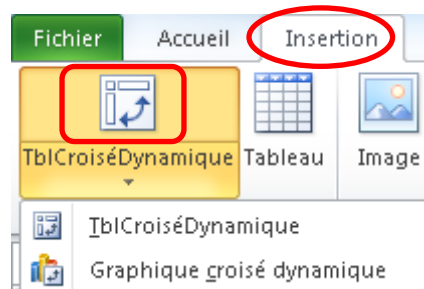 Fichier Accueil Insertion
TblCroiséDynamique Tableau Image
TblCroiséDynamique
Graphique croisé dynamique